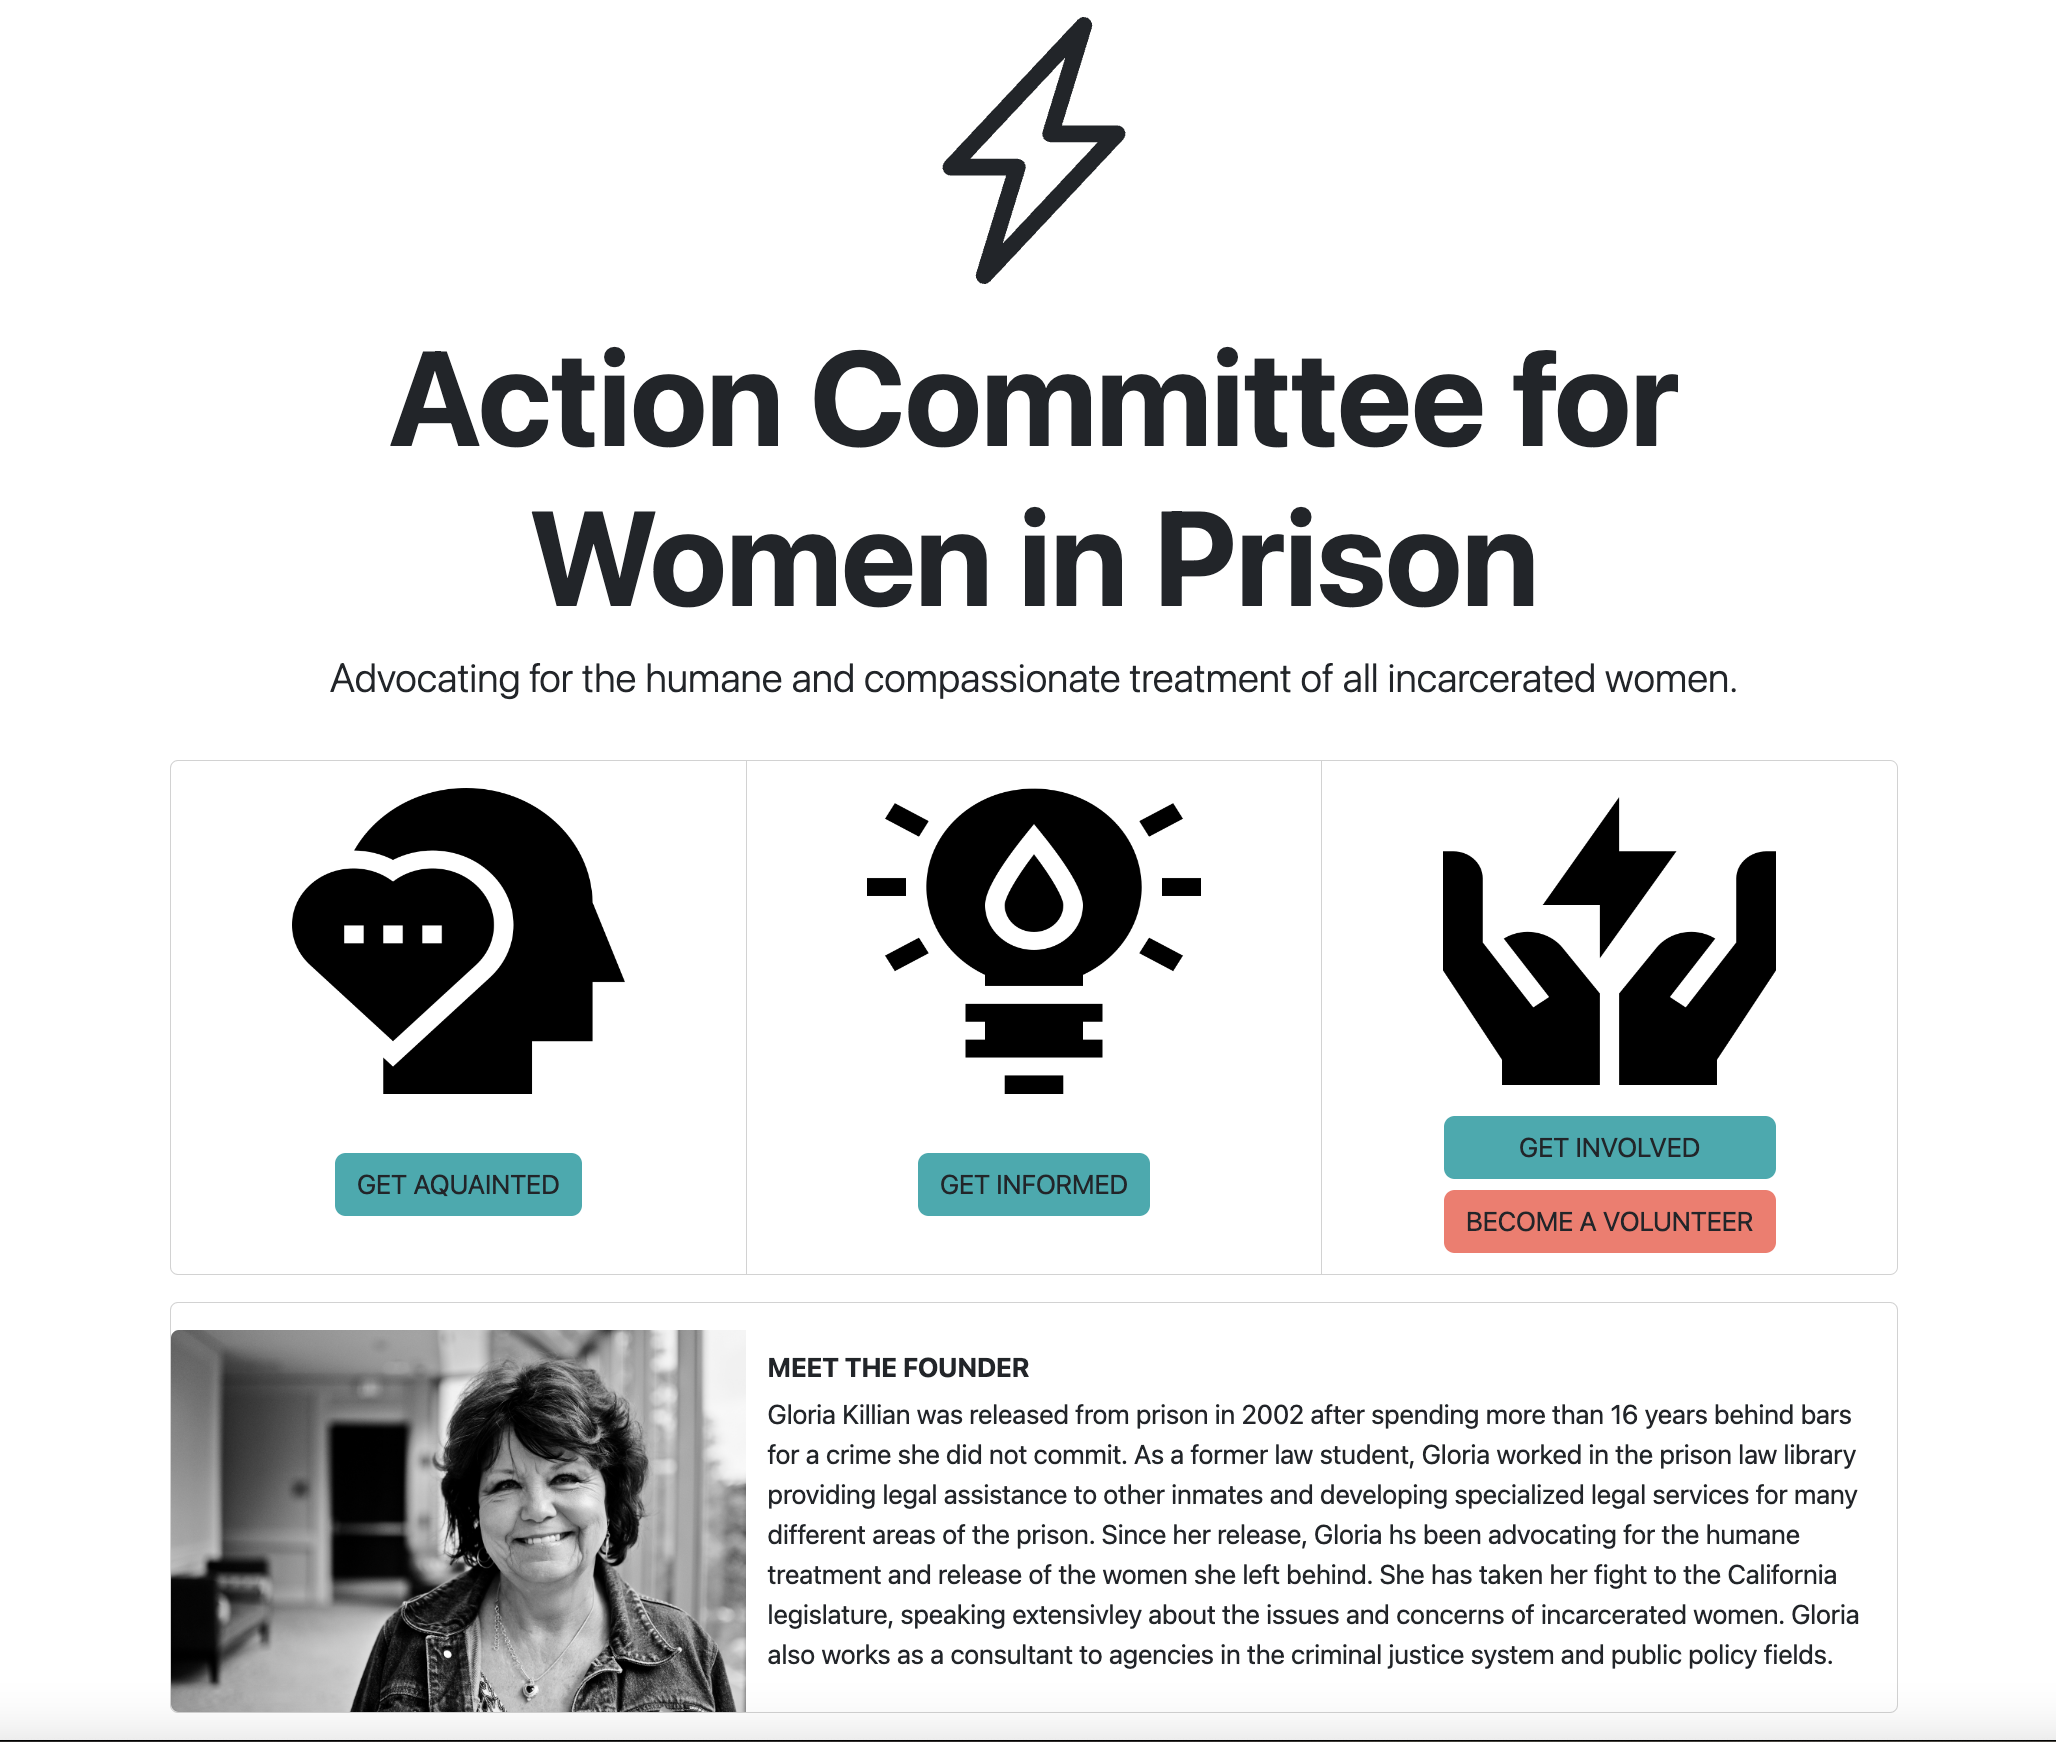 Action Committee for
Women in Prison
Advocating for the humane and compassionate treatment of all incarcerated women.
GET AQUAINTED
GET INFORMED
GET INVOLVED
BECOME A VOLUNTEER
MEET THE FOUNDER
Gloria Killian was released from prison in 2002 after spending more than 16 years behind bars
for a crime she did not commit. As a former law student, Gloria worked in the prison law library
providing legal assistance to other inmates and developing specialized legal services for many
different areas of the prison. Since her release, Gloria hs been advocating for the humane
treatment and release of the women she left behind. She has taken her fight to the California
legislature, speaking extensivley about the issues and concerns of incarcerated women. Gloria
also works as a consultant to agencies in the criminal justice system and public policy fields.